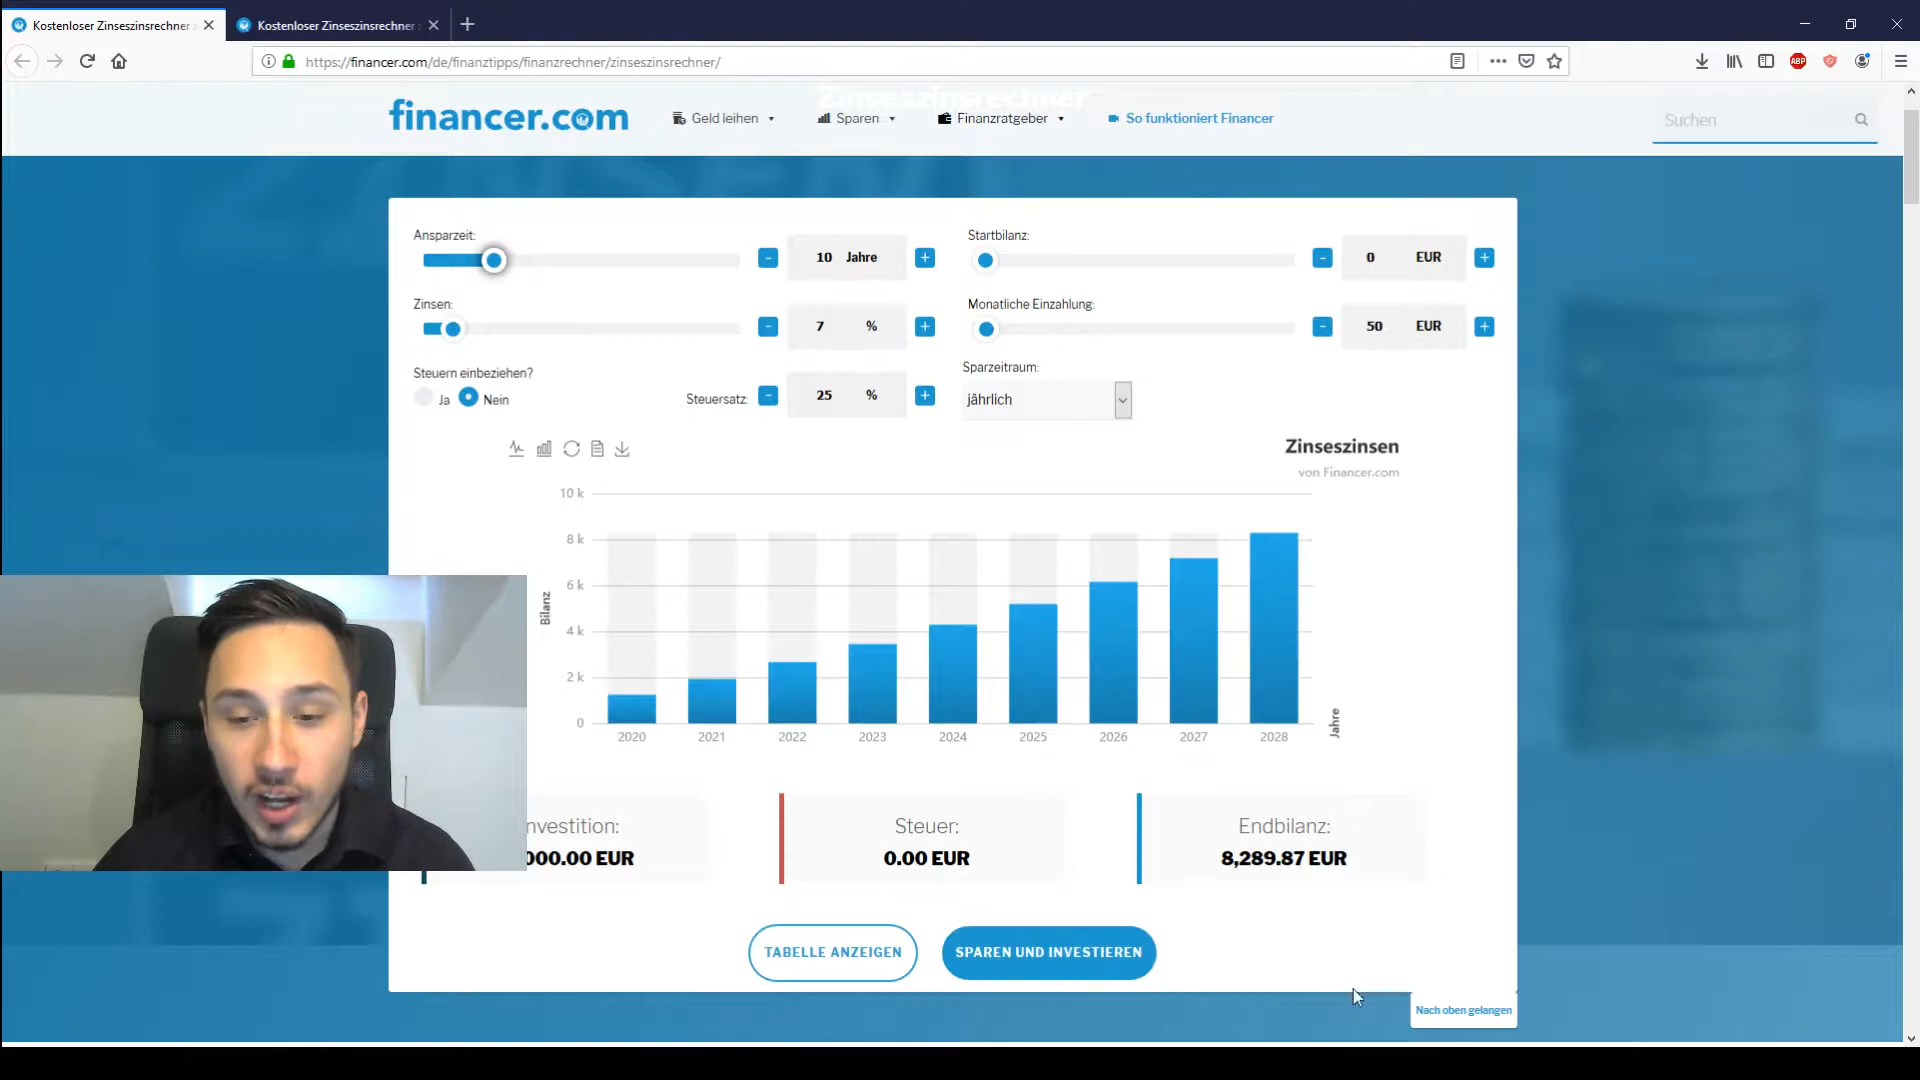 Kostenloser Zinseszinsrechner
Kostenloser Zinseszinsrechner
https://financer.com/de/finanztipps/finanzrechner/zinseszinsrechner/
ABP
Zinseszinsrechner
financer.com
Geld leihen
Sparen
Finanzratgeber
So funktioniert Financer
Suchen
Ansparzeit:
- 10 Jahre +
Startbilanz:
- 0 EUR +
Zinsen:
- 7 % +
Monatliche Einzahlung:
- 50 EUR +
Steuern einbeziehen?
Ja Nein
Steuersatz: - 25 % +
Sparzeitraum:
jährlich
Zinseszinsen
von Financer.com
10 k
8 k
6 k
4 k
2 k
0
Bilanz
2020 2021 2022 2023 2024 2025 2026 2027 2028
Jahre
nvestition:
000.00 EUR
Steuer:
0.00 EUR
Endbilanz:
8,289.87 EUR
TABELLE ANZEIGEN
SPAREN UND INVESTIEREN
Nach oben gelangen